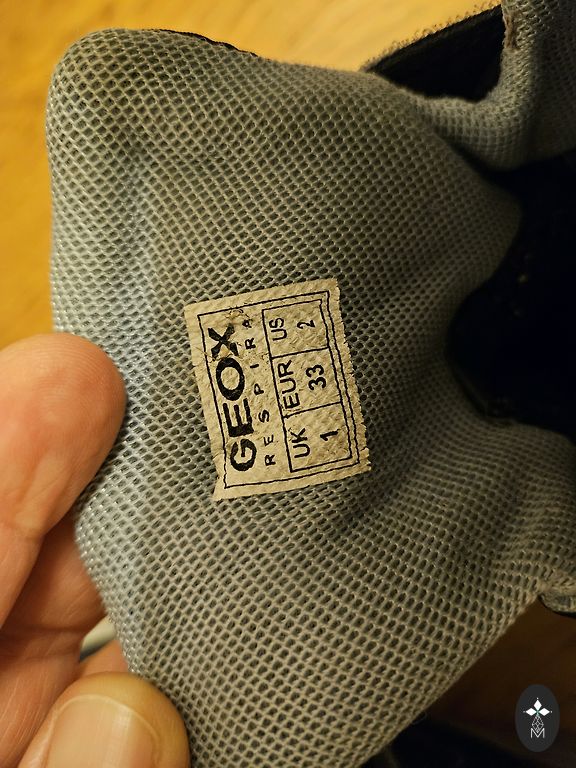 GEOX
RESPIRA
UK EUR US
1 33 2
M